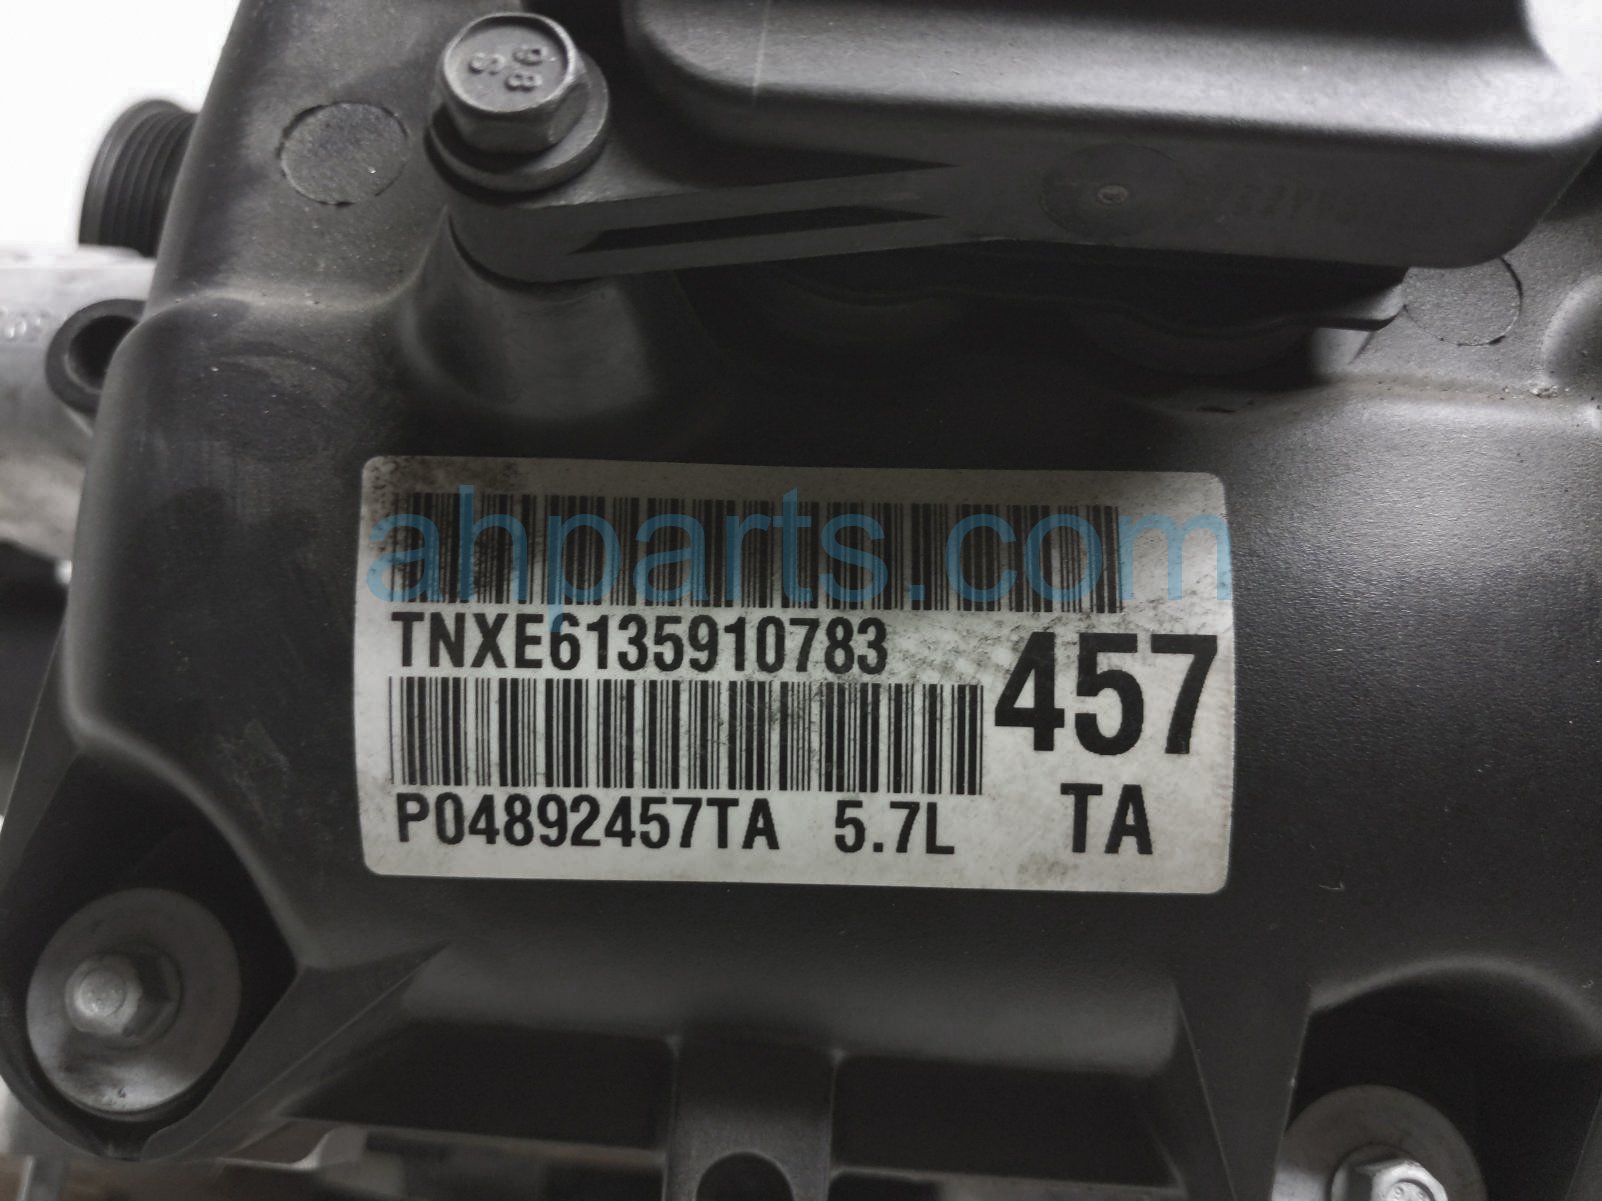 ahparts.com
TNXE6135910783
457
P04892457TA 5.7L
TA